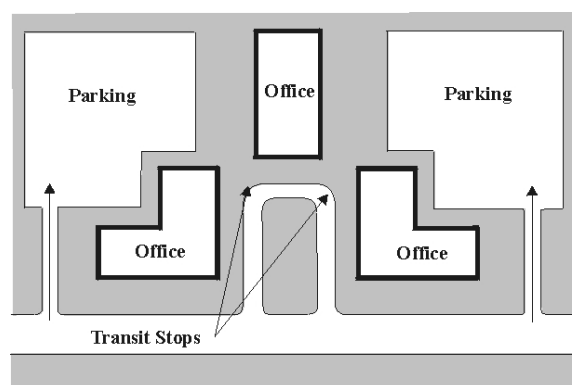 Parking
Office
Parking
Office
Office
Transit Stops